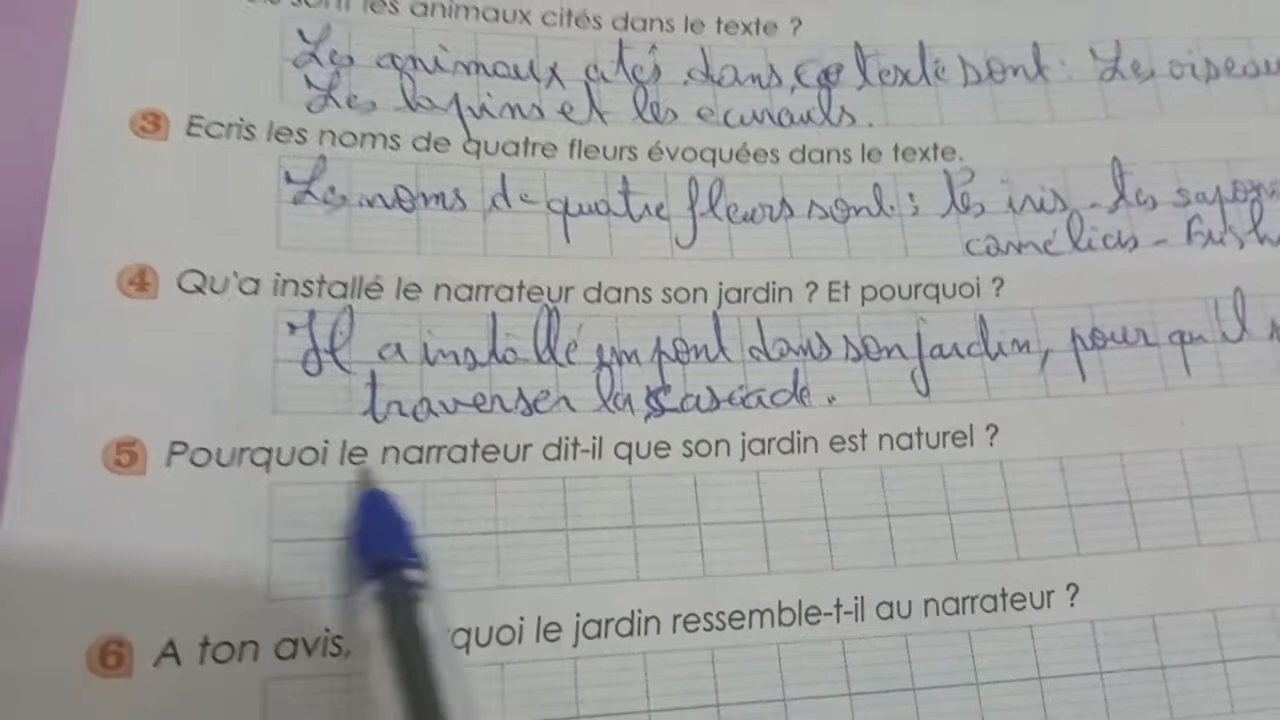 les animaux cités dans le texte ?
Les animaux cités dans ce texte sont : Les oiseau
Les lapins et les ecurauls.
3 Ecris les noms de quatre fleurs évoquées dans le texte.
Les noms de quatre fleurs sont : les iris - les
camélias -
4 Qu'a installé le narrateur dans son jardin ? Et pourquoi ?
Il a installé un pont dans son jardin, pour qu'il
traverser la cascade.
5 Pourquoi le narrateur dit-il que son jardin est naturel ?
6 A ton avis, quoi le jardin ressemble-t-il au narrateur ?